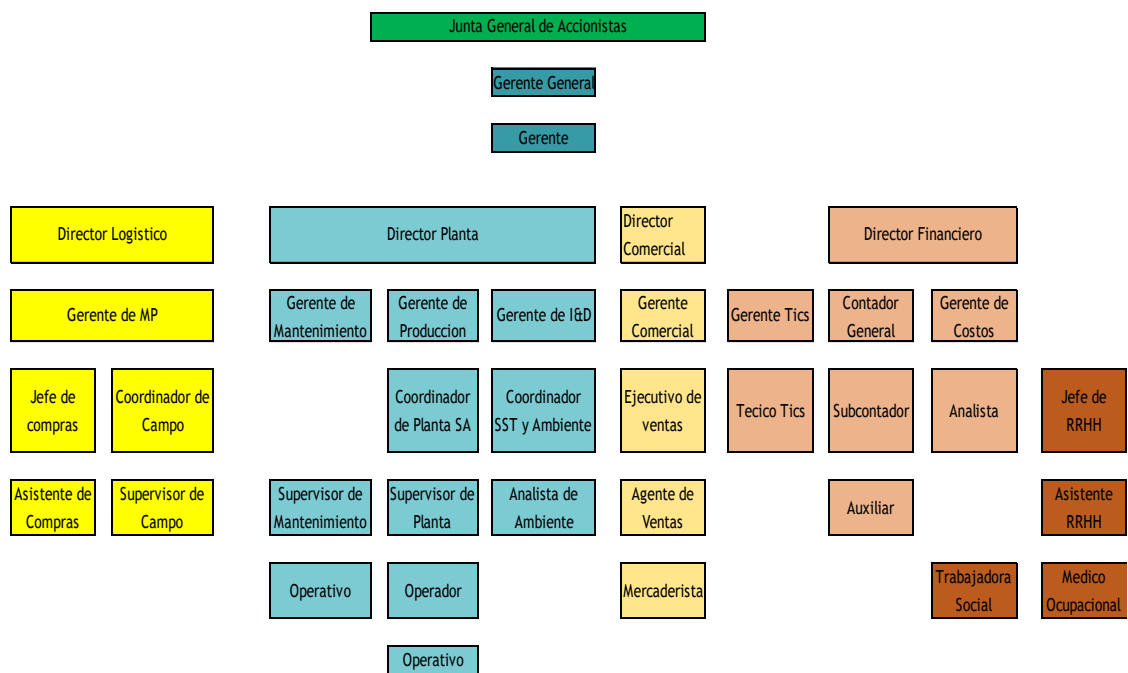 Junta General de Accionistas
Gerente General
Gerente
Director Logistico
Director Planta
Director
Comercial
Director Financiero
Gerente de MP
Gerente de
Mantenimiento
Gerente de
Produccion
Gerente de I&D
Gerente
Comercial
Gerente Tics
Contador
General
Gerente de
Costos
Jefe de
compras
Coordinador de
Campo
Coordinador
de Planta SA
Coordinador
SST y Ambiente
Ejecutivo de
ventas
Tecico Tics
Subcontador
Analista
Jefe de
RRHH
Asistente de
Compras
Supervisor de
Campo
Supervisor de
Mantenimiento
Supervisor de
Planta
Analista de
Ambiente
Agente de
Ventas
Auxiliar
Asistente
RRHH
Operativo
Operador
Mercaderista
Trabajadora
Social
Medico
Ocupacional
Operativo